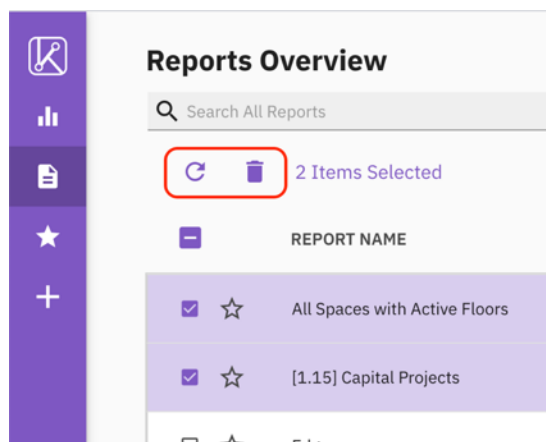 Reports Overview
Search All Reports
2 Items Selected
REPORT NAME
All Spaces with Active Floors
[1.15] Capital Projects